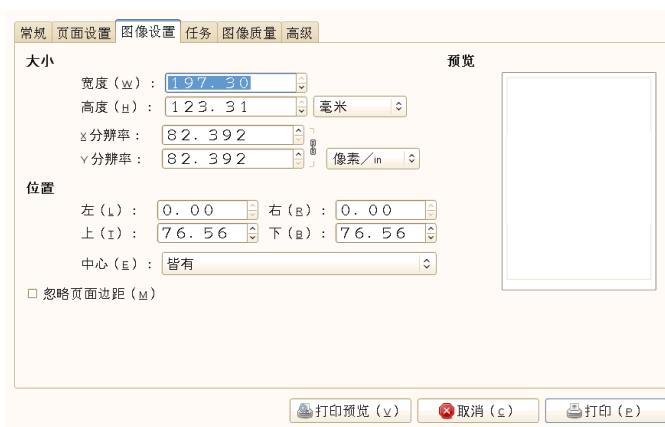 常规 页面设置 图像设置 任务 图像质量 高级
大小 预览
宽度（W）： 197.30
高度（H）： 123.31 毫米
X分辨率： 82.392
Y分辨率： 82.392 像素／in
位置
左（L）： 0.00 右（R）： 0.00
上（T）： 76.56 下（B）： 76.56
中心（E）： 皆有
忽略页面边距（M）
打印预览（V） 取消（C） 打印（P）